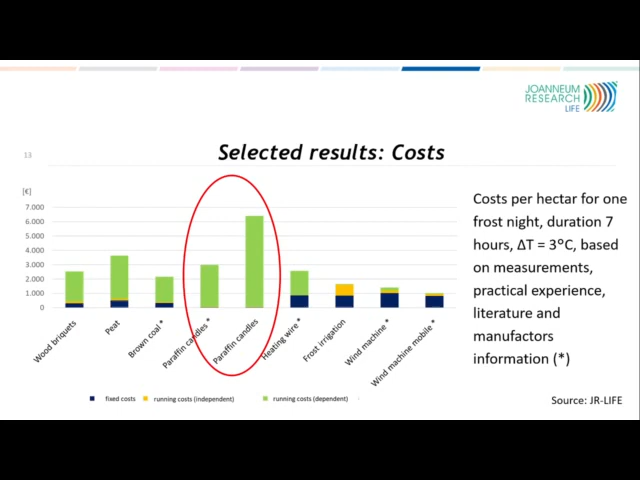 JOANNEUM
RESEARCH
LIFE
13
Selected results: Costs
[€]
7.000
6.000
5.000
4.000
3.000
2.000
1.000
0
Wood briquets
Peat
Brown coal *
Paraffin candles *
Paraffin candles
Heating wire *
Frost irrigation
Wind machine *
Wind machine mobile *
fixed costs
running costs (independent)
running costs (dependent)
Costs per hectar for one
frost night, duration 7
hours, ΔT = 3°C, based
on measurements,
practical experience,
literature and
manufactors
information (*)
Source: JR-LIFE